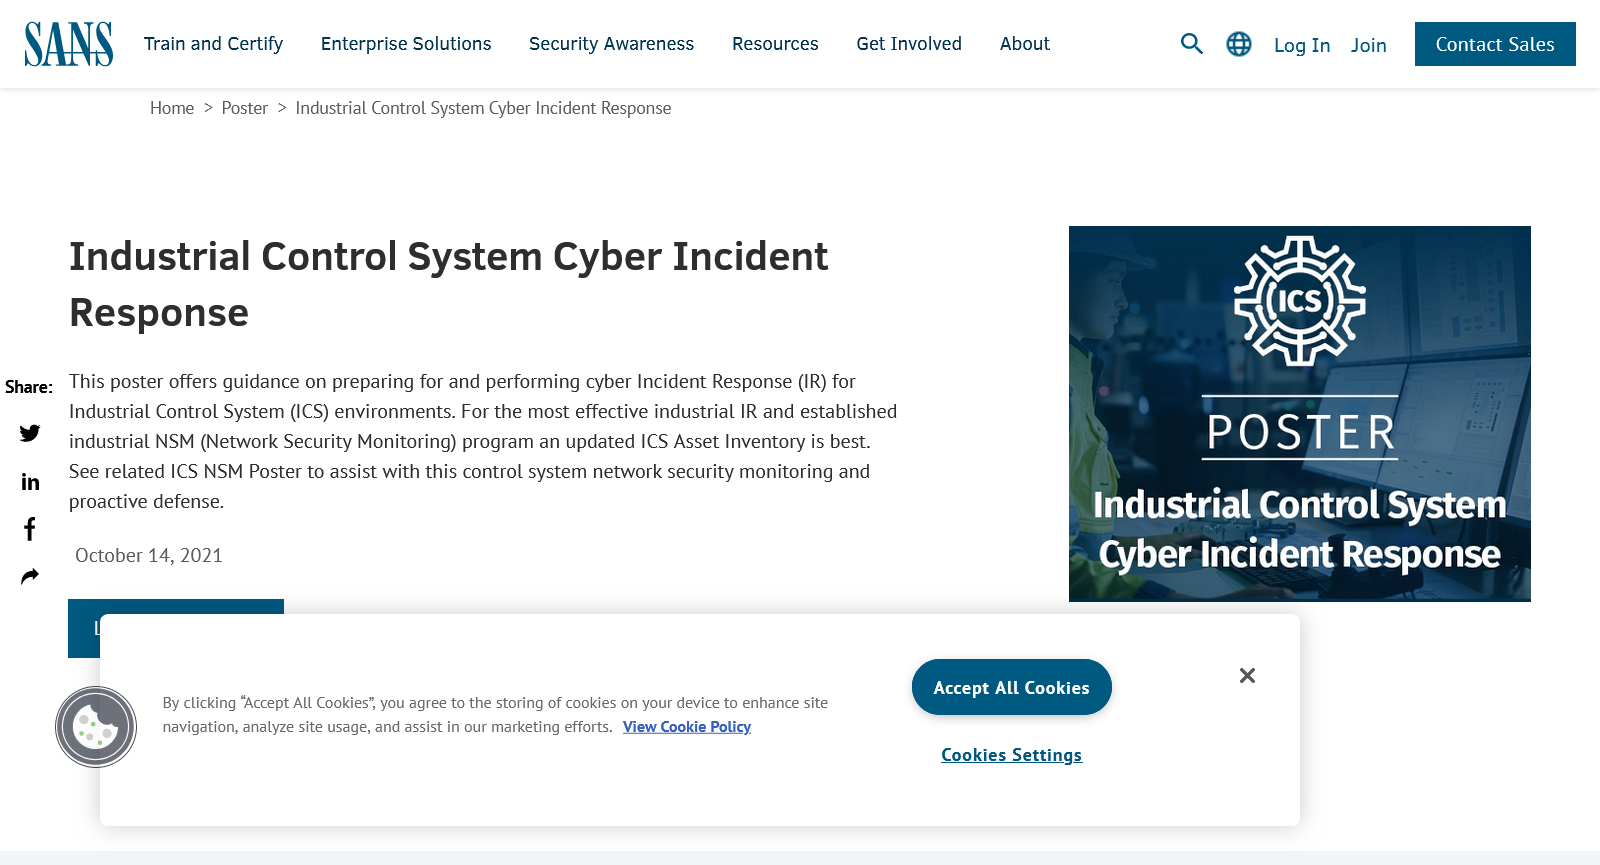 SANS
Train and Certify
Enterprise Solutions
Security Awareness
Resources
Get Involved
About
Log In
Join
Contact Sales
Home > Poster > Industrial Control System Cyber Incident Response
Industrial Control System Cyber Incident
Response
This poster offers guidance on preparing for and performing cyber Incident Response (IR) for
Industrial Control System (ICS) environments. For the most effective industrial IR and established
industrial NSM (Network Security Monitoring) program an updated ICS Asset Inventory is best.
See related ICS NSM Poster to assist with this control system network security monitoring and
proactive defense.
October 14, 2021
Share:
ICS
POSTER
Industrial Control System
Cyber Incident Response
By clicking “Accept All Cookies”, you agree to the storing of cookies on your device to enhance site
navigation, analyze site usage, and assist in our marketing efforts. View Cookie Policy
Accept All Cookies
Cookies Settings